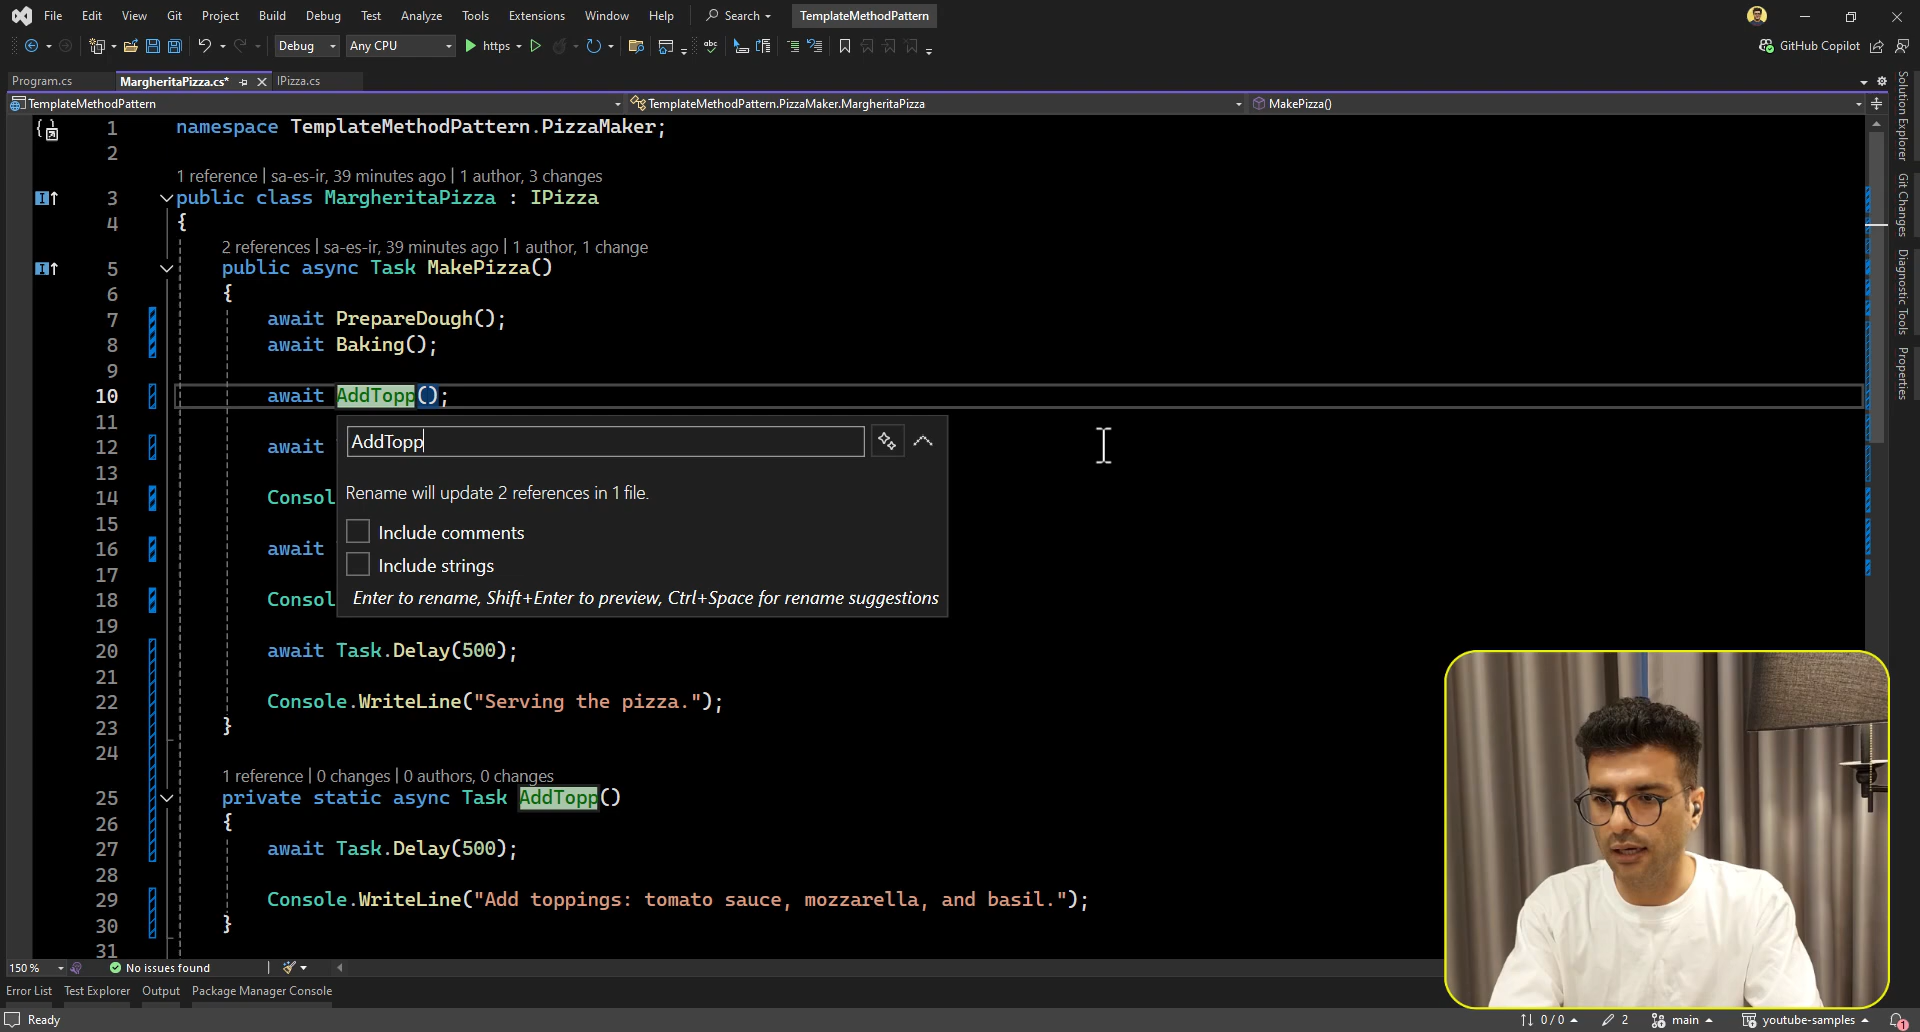 File Edit View Git Project Build Debug Test Analyze Tools Extensions Window Help Search TemplateMethodPattern
Debug Any CPU https GitHub Copilot
Program.cs MargheritaPizza.cs* IPizza.cs
TemplateMethodPattern TemplateMethodPattern.PizzaMaker.MargheritaPizza MakePizza()
1 namespace TemplateMethodPattern.PizzaMaker;
2
1 reference | sa-es-ir, 39 minutes ago | 1 author, 3 changes
3 public class MargheritaPizza : IPizza
4 {
2 references | sa-es-ir, 39 minutes ago | 1 author, 1 change
5 public async Task MakePizza()
6 {
7 await PrepareDough();
8 await Baking();
9
10 await AddTopp();
11
12 await
13
14 Consol
15
16 await
17
18 Consol
19
AddTopp
Rename will update 2 references in 1 file.
Include comments
Include strings
Enter to rename, Shift+Enter to preview, Ctrl+Space for rename suggestions
20 await Task.Delay(500);
21
22 Console.WriteLine("Serving the pizza.");
23 }
24
1 reference | 0 changes | 0 authors, 0 changes
25 private static async Task AddTopp()
26 {
27 await Task.Delay(500);
28
29 Console.WriteLine("Add toppings: tomato sauce, mozzarella, and basil.");
30 }
31
Solution Explorer
Git Changes
Diagnostic Tools
Properties
150 % No issues found
Error List Test Explorer Output Package Manager Console
Ready 0 / 0 2 main youtube-samples 1